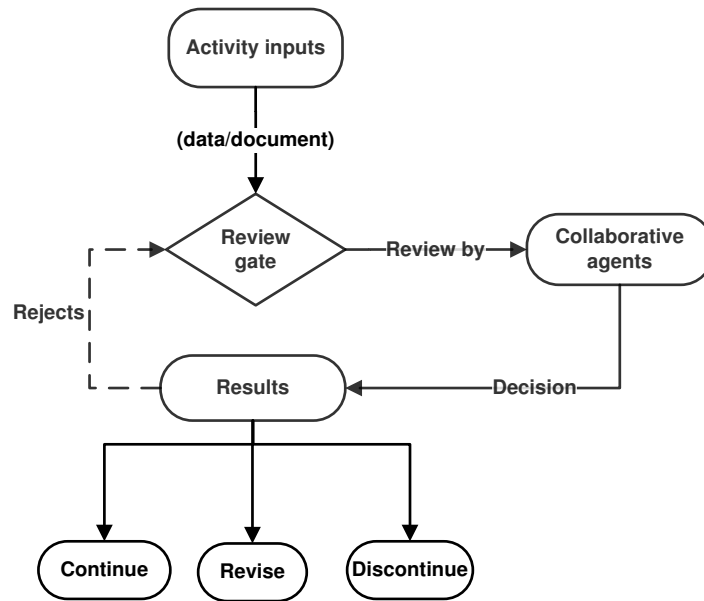 Activity inputs
(data/document)
Review
gate
Review by
Collaborative
agents
Rejects
Results
Decision
Continue
Revise
Discontinue